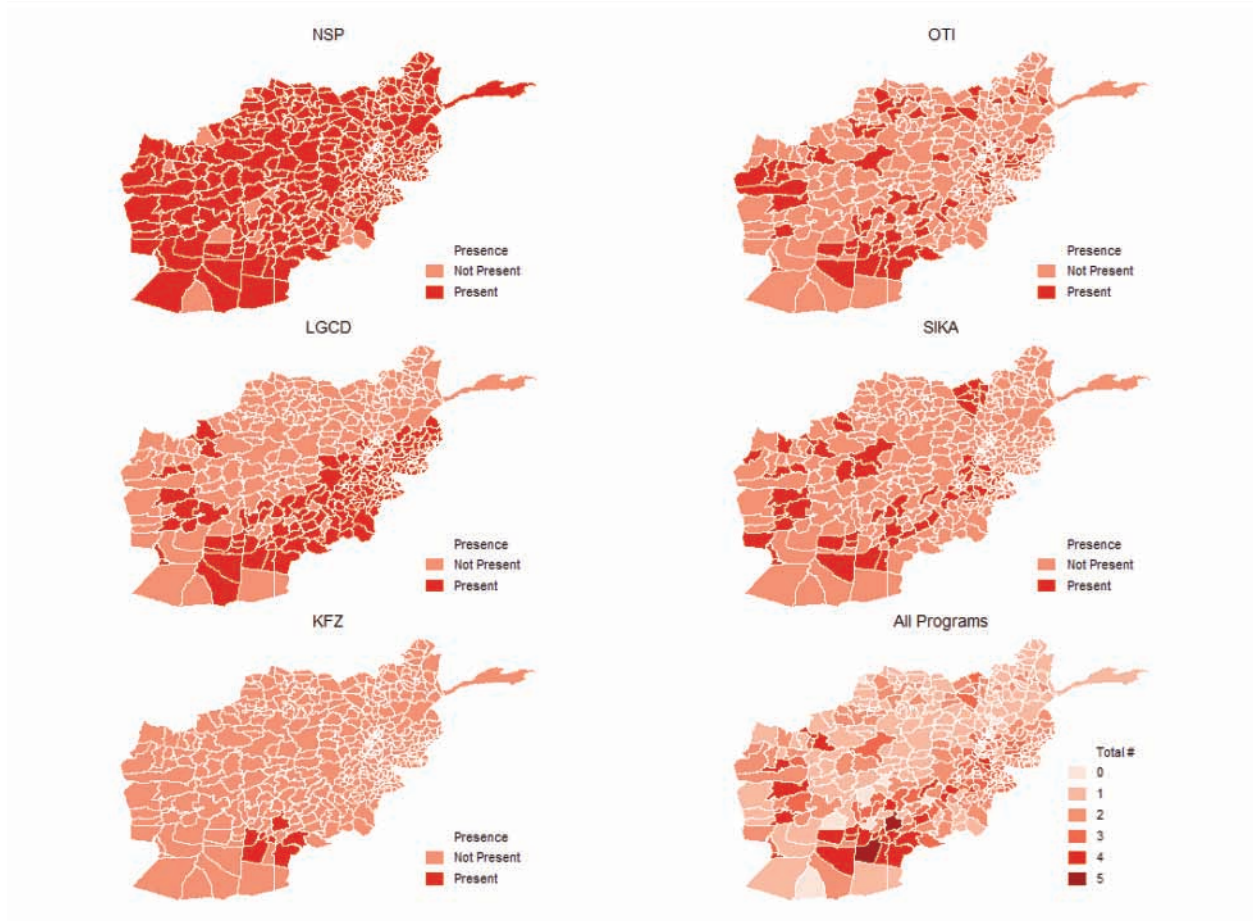 NSP
Presence
Not Present
Present
OTI
Presence
Not Present
Present
LGCD
Presence
Not Present
Present
SIKA
Presence
Not Present
Present
KFZ
Presence
Not Present
Present
All Programs
Total #
0
1
2
3
4
5